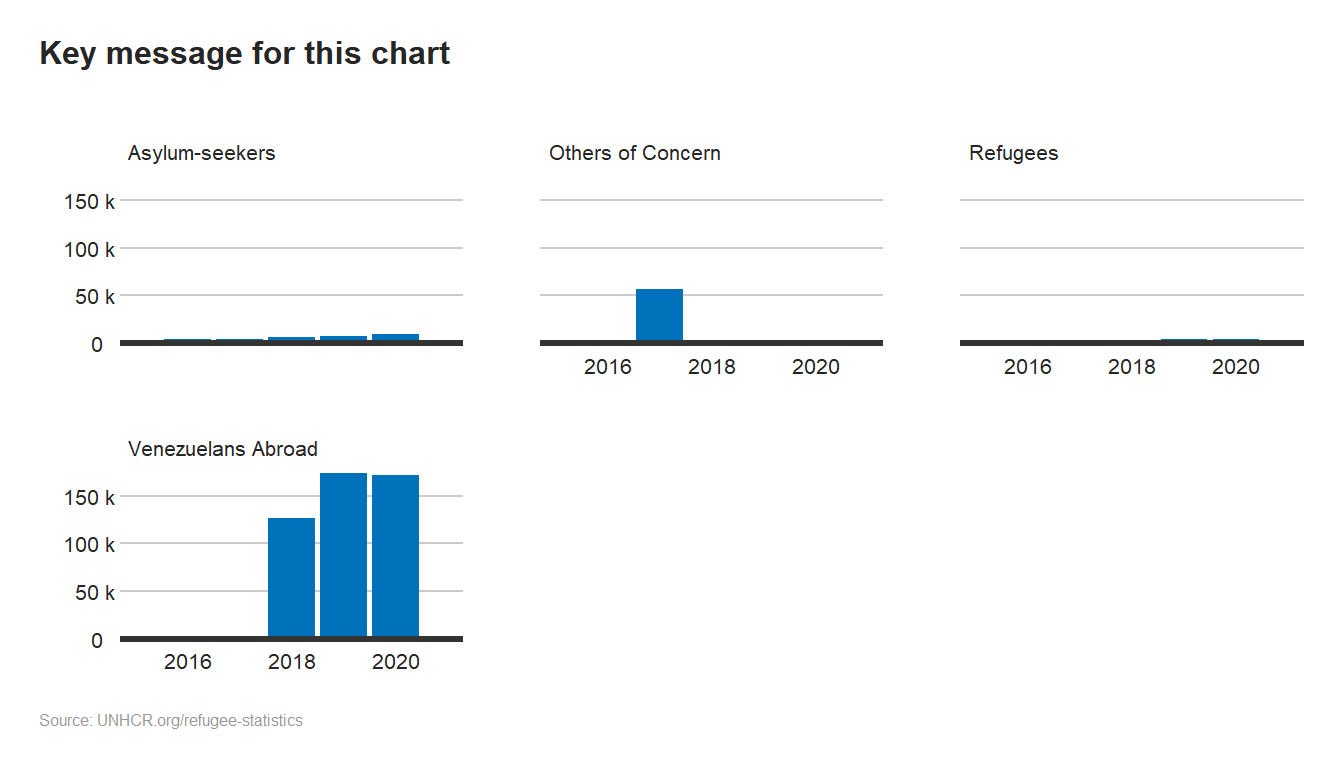 Key message for this chart
Asylum-seekers
Others of Concern
Refugees
150 k
100 k
50 k
0
2016 2018 2020
2016 2018 2020
Venezuelans Abroad
150 k
100 k
50 k
0
2016 2018 2020
Source: UNHCR.org/refugee-statistics